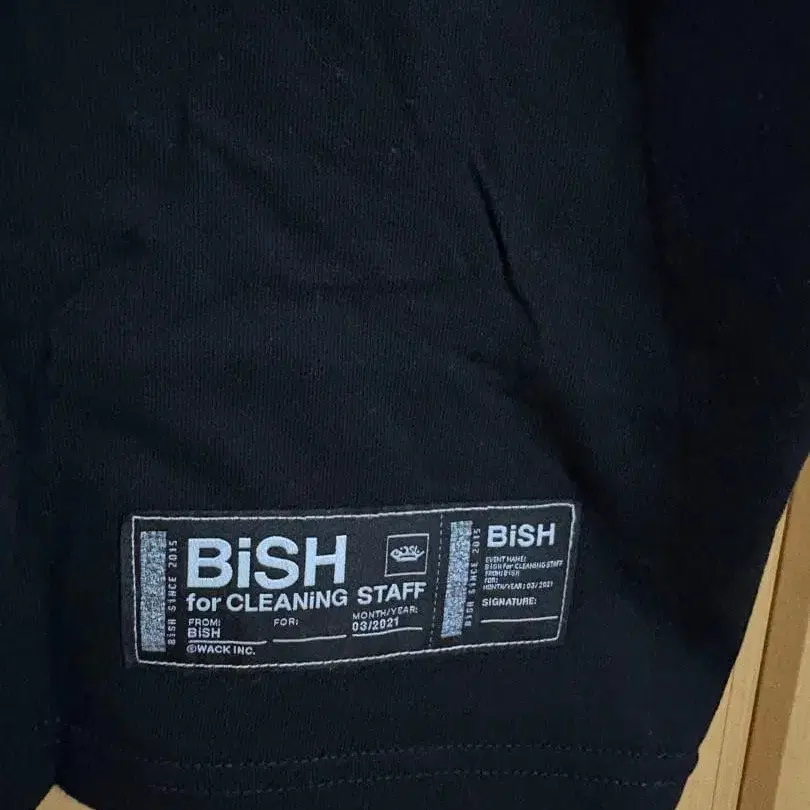 BiSH SiNCE 2015
BiSH
for CLEANiNG STAFF
FROM:
BiSH
FOR:
MONTH/YEAR:
03/2021
©WACK INC.
BiSH SiNCE 2015
BiSH
EVENT NAME:
BiSH for CLEANiNG STAFF
FROM: BiSH
FOR:
MONTH/YEAR: 03/2021
SIGNATURE: